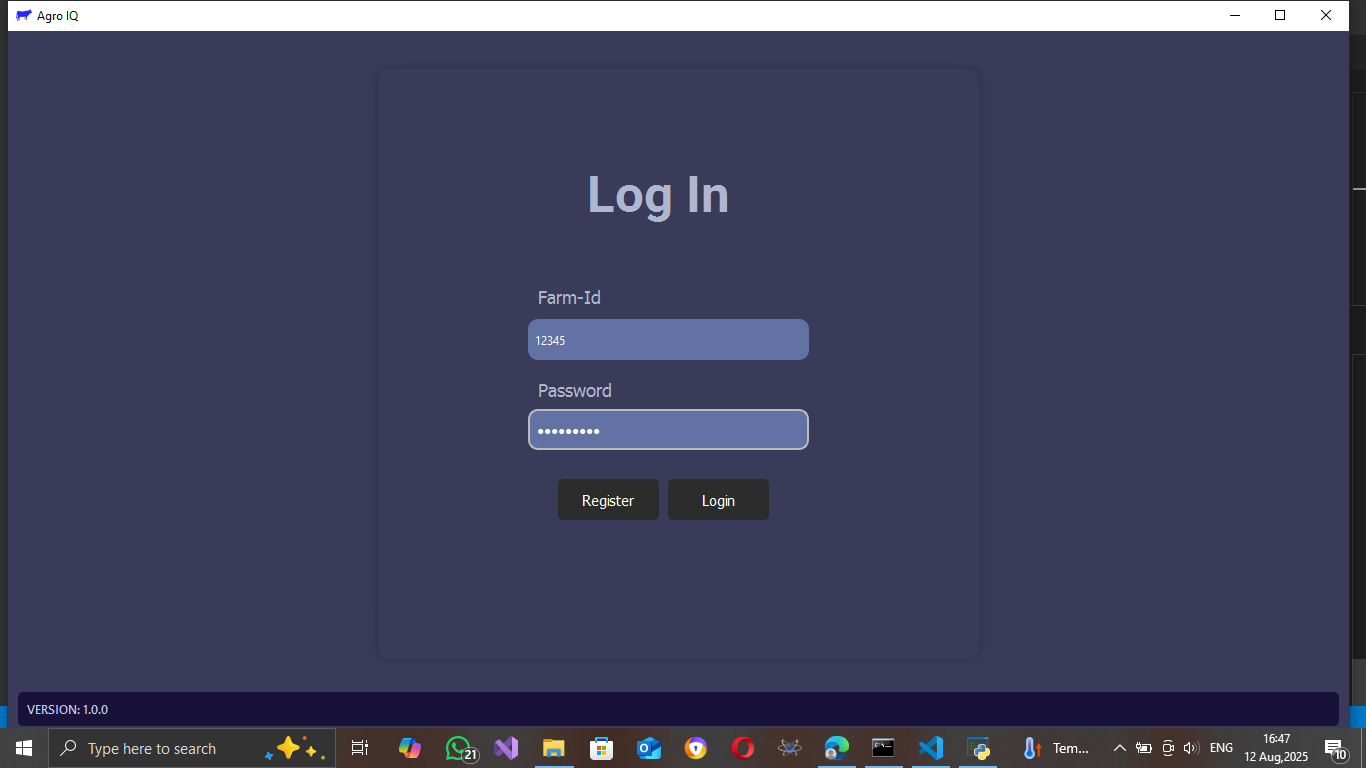 Agro IQ
Log In
Farm-Id
12345
Password
•••••••••
Register Login
VERSION: 1.0.0
Type here to search
21
Tem...
ENG
16:47
12 Aug,2025
10